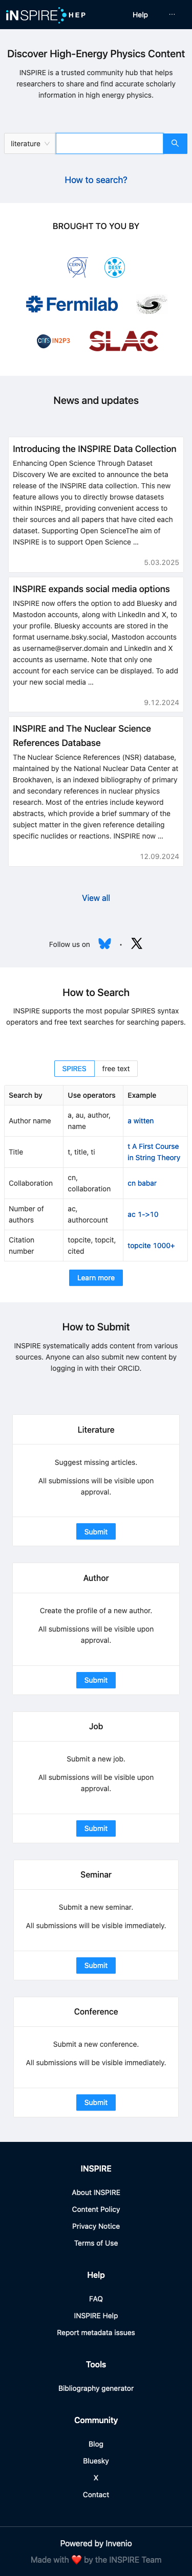 iNSPIRE HEP
Help
...
Discover High-Energy Physics Content
INSPIRE is a trusted community hub that helps
researchers to share and find accurate scholarly
information in high energy physics.
literature
How to search?
BROUGHT TO YOU BY
CERN
DESY
Fermilab
CNRS IN2P3
SLAC
News and updates
Introducing the INSPIRE Data Collection
Enhancing Open Science Through Dataset
Discovery We are excited to announce the beta
release of the INSPIRE data collection. This new
feature allows you to directly browse datasets
within INSPIRE, providing convenient access to
their sources and all papers that have cited each
dataset. Supporting Open ScienceThe aim of
INSPIRE is to support Open Science ...
5.03.2025
INSPIRE expands social media options
INSPIRE now offers the option to add Bluesky and
Mastodon accounts, along with LinkedIn and X, to
your profile. Bluesky accounts are stored in the
format username.bsky.social, Mastodon accounts
as username@server.domain and LinkedIn and X
accounts as username. Note that only one
account for each service can be displayed. To add
your new social media ...
9.12.2024
INSPIRE and The Nuclear Science
References Database
The Nuclear Science References (NSR) database,
maintained by the National Nuclear Data Center at
Brookhaven, is an indexed bibliography of primary
and secondary references in nuclear physics
research. Most of the entries include keyword
abstracts, which provide a brief summary of the
subject matter in the given reference detailing
specific nuclides or reactions. INSPIRE now ...
12.09.2024
View all
Follow us on
How to Search
INSPIRE supports the most popular SPIRES syntax
operators and free text searches for searching papers.
SPIRES free text
Search by Use operators Example
Author name a, au, author, name a witten
Title t, title, ti t A First Course in String Theory
Collaboration cn, collaboration cn babar
Number of authors ac, authorcount ac 1->10
Citation number topcite, topcit, cited topcite 1000+
Learn more
How to Submit
INSPIRE systematically adds content from various
sources. Anyone can also submit new content by
logging in with their ORCID.
Literature
Suggest missing articles.
All submissions will be visible upon
approval.
Submit
Author
Create the profile of a new author.
All submissions will be visible upon
approval.
Submit
Job
Submit a new job.
All submissions will be visible upon
approval.
Submit
Seminar
Submit a new seminar.
All submissions will be visible immediately.
Submit
Conference
Submit a new conference.
All submissions will be visible immediately.
Submit
INSPIRE
About INSPIRE
Content Policy
Privacy Notice
Terms of Use
Help
FAQ
INSPIRE Help
Report metadata issues
Tools
Bibliography generator
Community
Blog
Bluesky
X
Contact
Powered by Invenio
Made with ❤️ by the INSPIRE Team